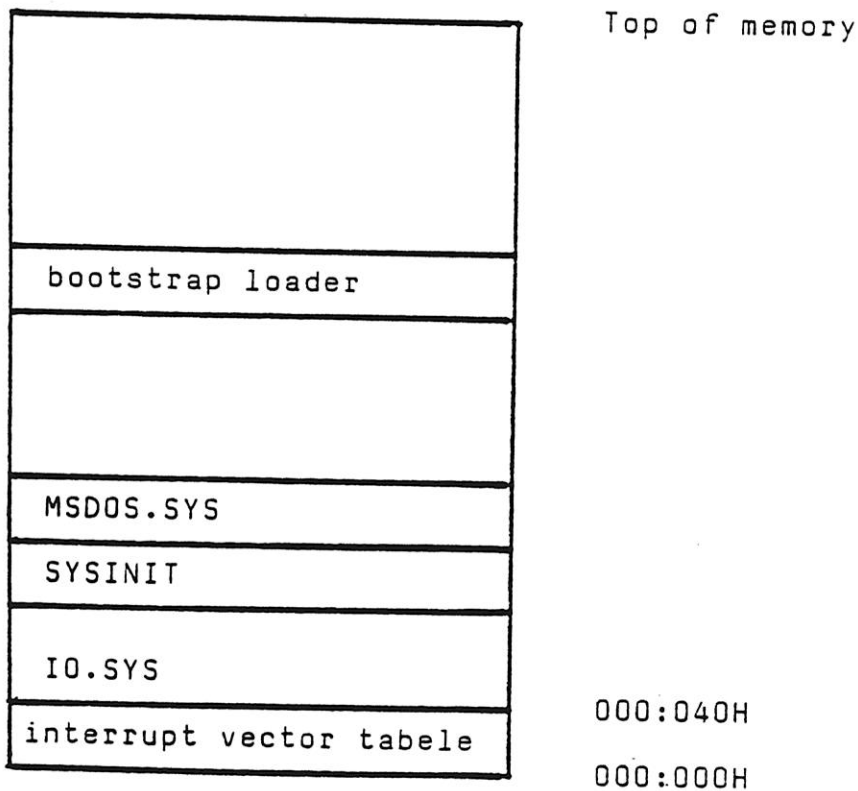 Top of memory
bootstrap loader
MSDOS.SYS
SYSINIT
IO.SYS
000:040H
interrupt vector tabele
000:000H